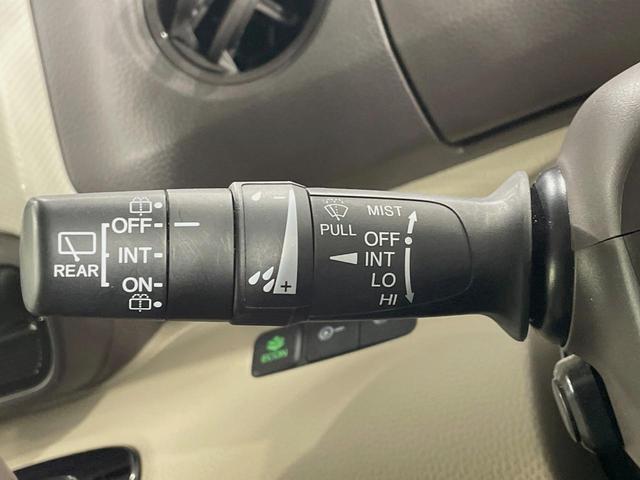 OFF
INT
REAR
ON
- 
+
MIST
PULL
OFF
INT
LO
HI
ECON